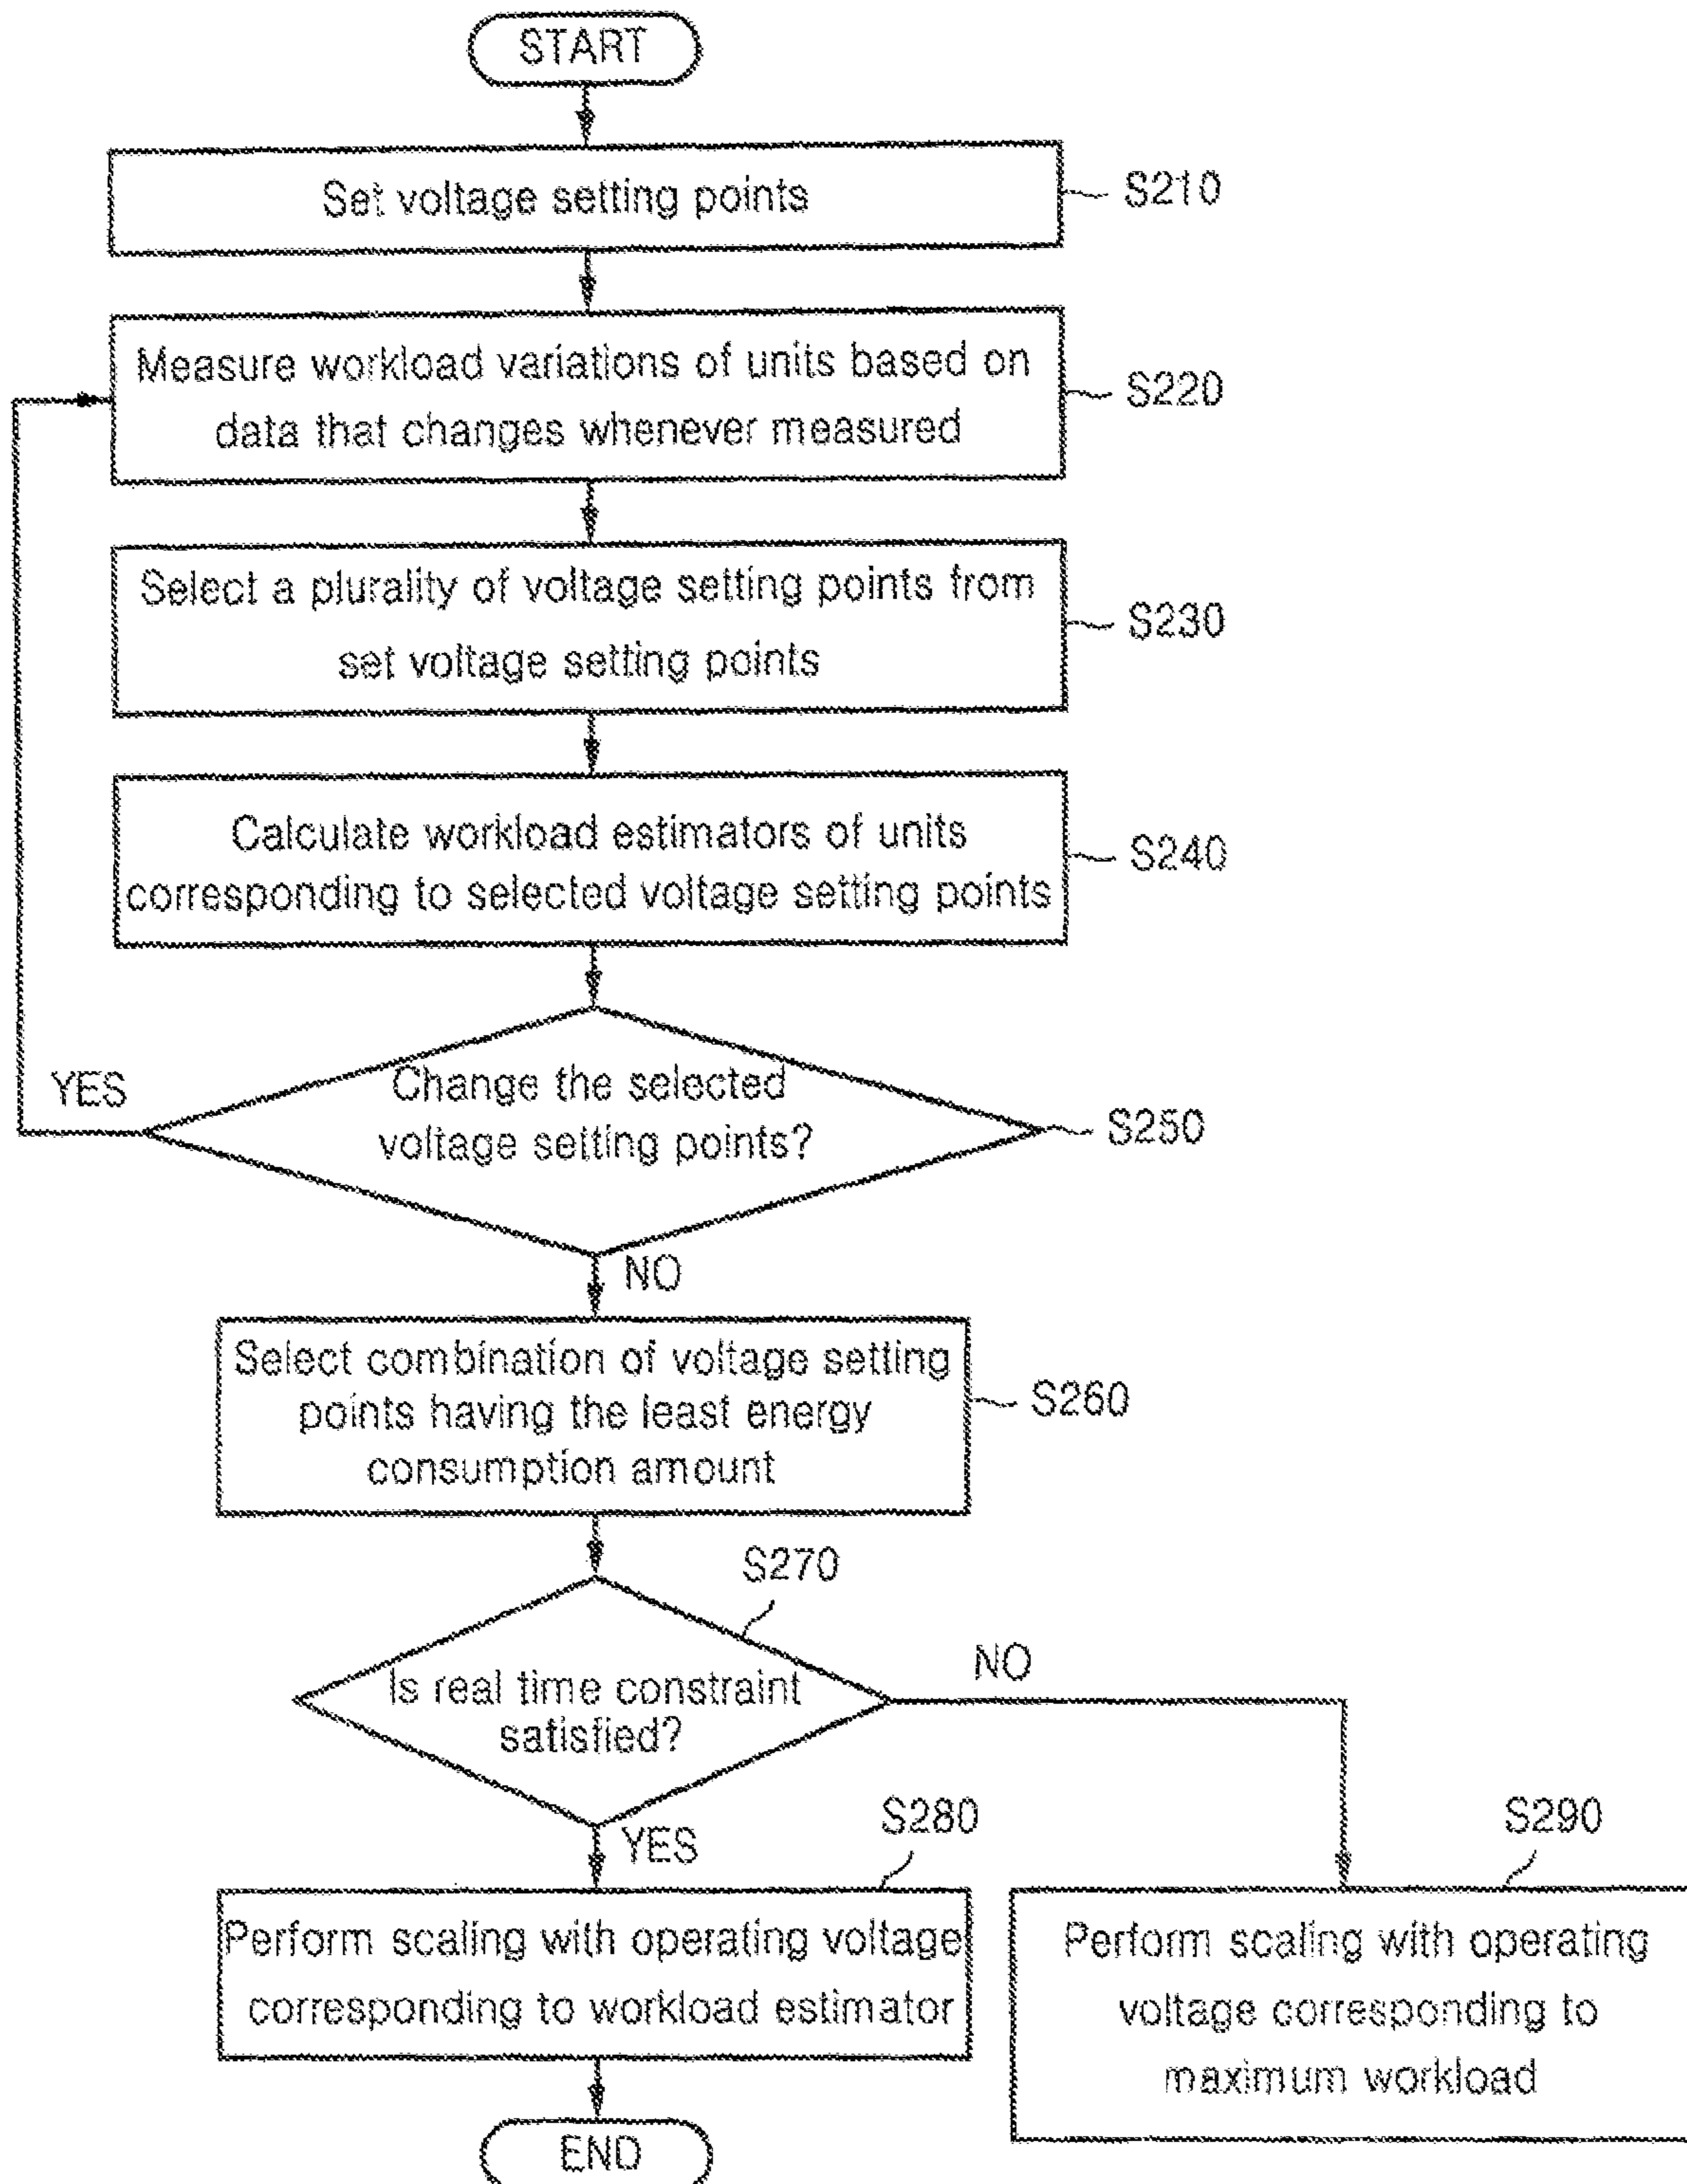 START
Set voltage setting points
S210
Measure workload variations of units based on
data that changes whenever measured
S220
Select a plurality of voltage setting points from
set voltage setting points
S230
Calculate workload estimators of units
corresponding to selected voltage setting points
S240
YES
Change the selected
voltage setting points?
S250
NO
Select combination of voltage setting
points having the least energy
consumption amount
S260
S270
Is real time constraint
satisfied?
NO
YES
S280
Perform scaling with operating voltage
corresponding to workload estimator
S290
Perform scaling with operating
voltage corresponding to
maximum workload
END